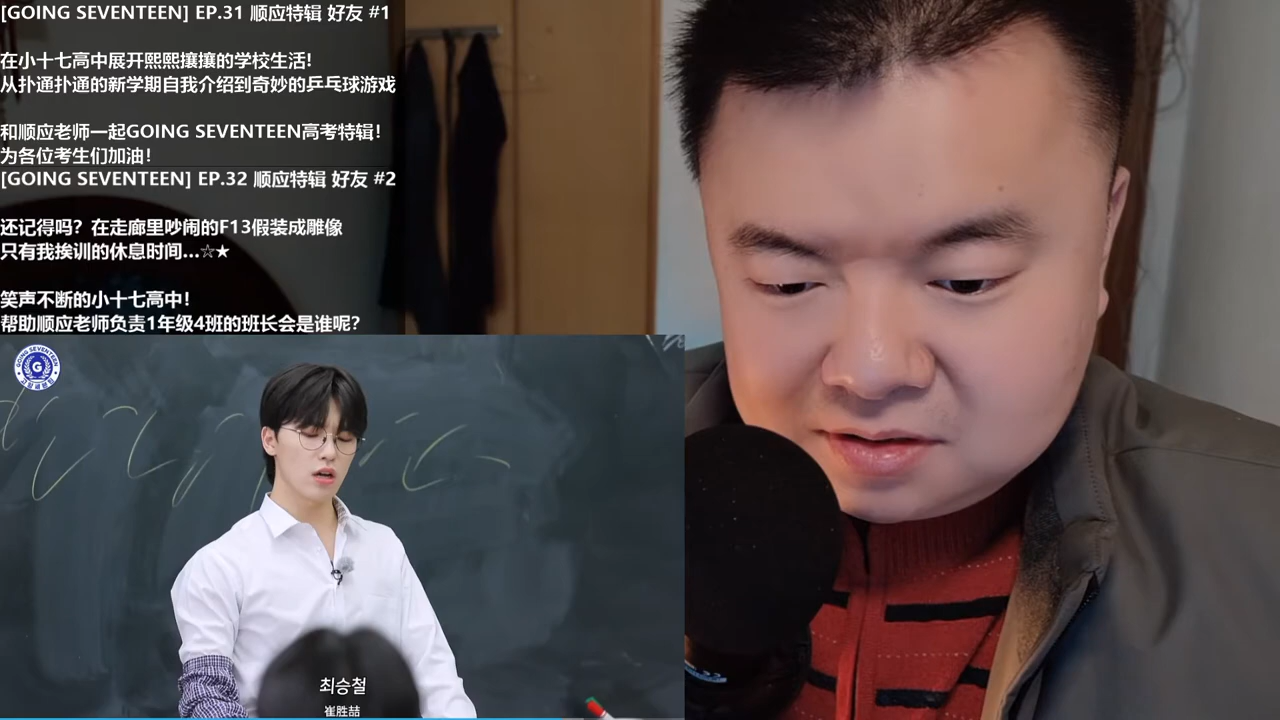 [GOING SEVENTEEN] EP.31 顺应特辑 好友 #1
在小十七高中展开熙熙攘攘的学校生活!
从扑通扑通的新学期自我介绍到奇妙的乒乓球游戏
和顺应老师一起GOING SEVENTEEN高考特辑!
为各位考生们加油!
[GOING SEVENTEEN] EP.32 顺应特辑 好友 #2
还记得吗? 在走廊里吵闹的F13假装成雕像
只有我挨训的休息时间...☆★
笑声不断的小十七高中!
帮助顺应老师负责1年级4班的班长会是谁呢?
GOING SEVENTEEN
G
최승철
崔胜喆